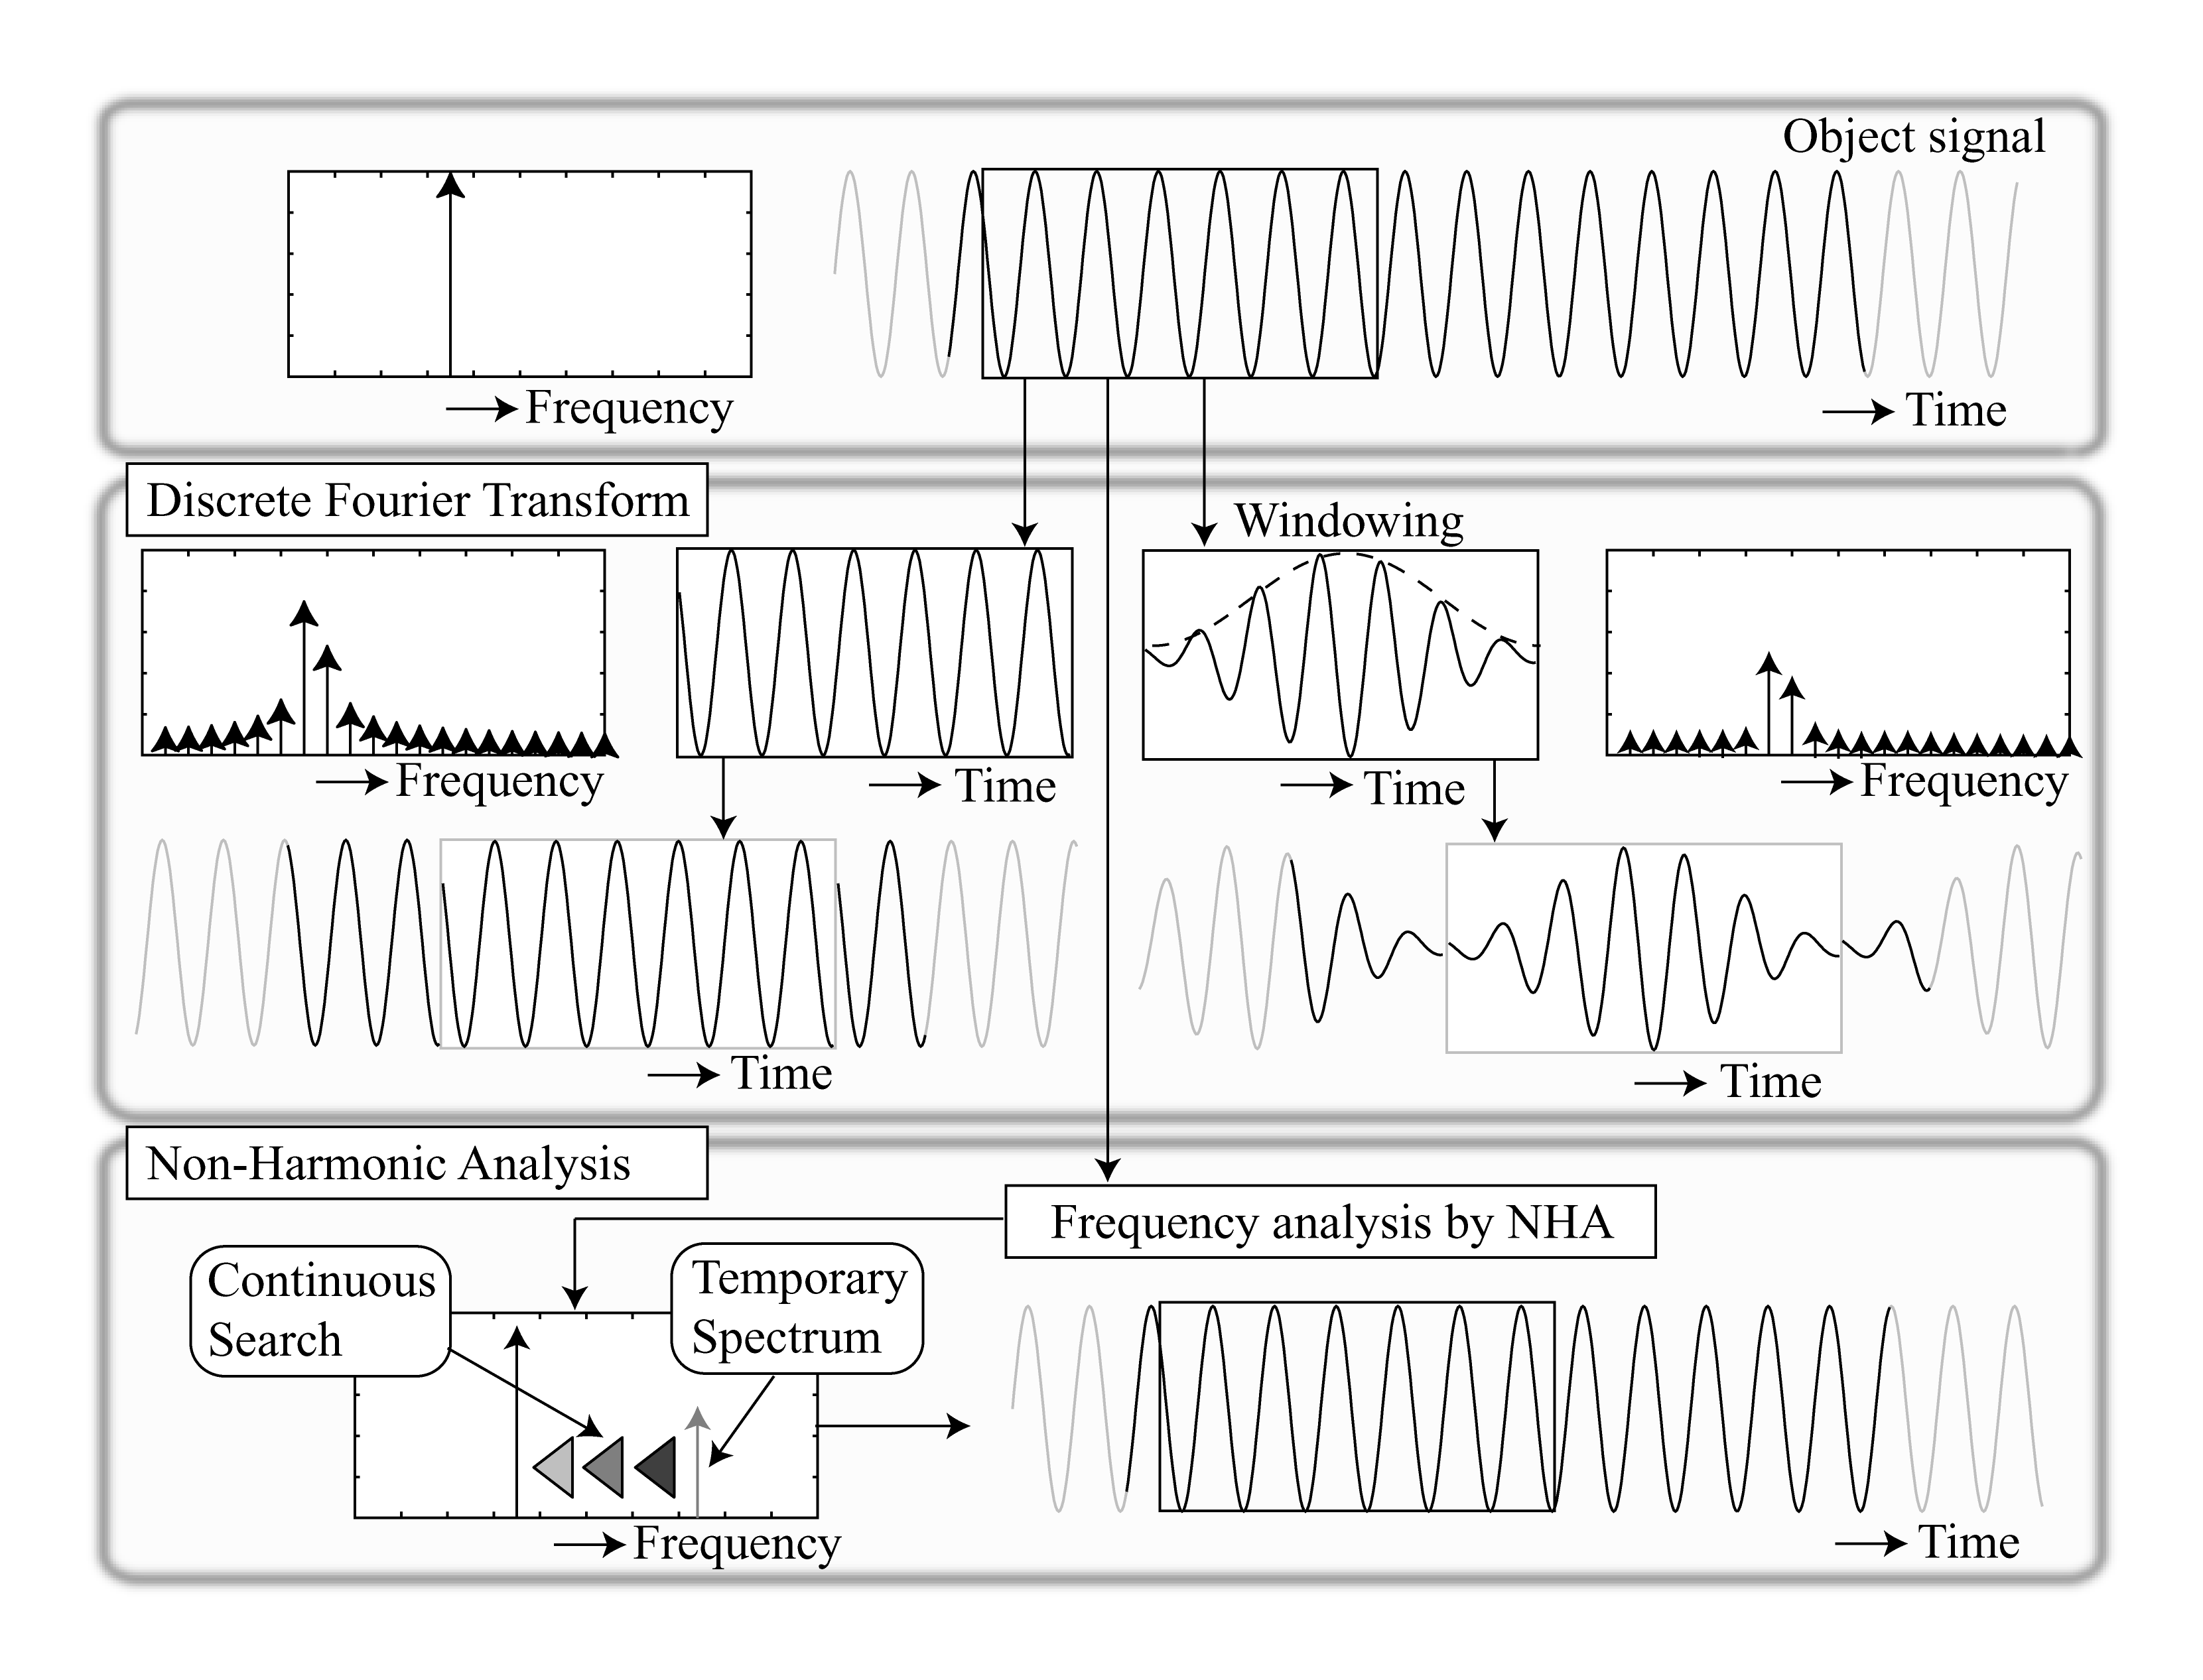 Object signal
Frequency
Time
Discrete Fourier Transform
Windowing
Frequency
Time
Time
Frequency
Time
Time
Non-Harmonic Analysis
Frequency analysis by NHA
Continuous
Search
Temporary
Spectrum
Frequency
Time